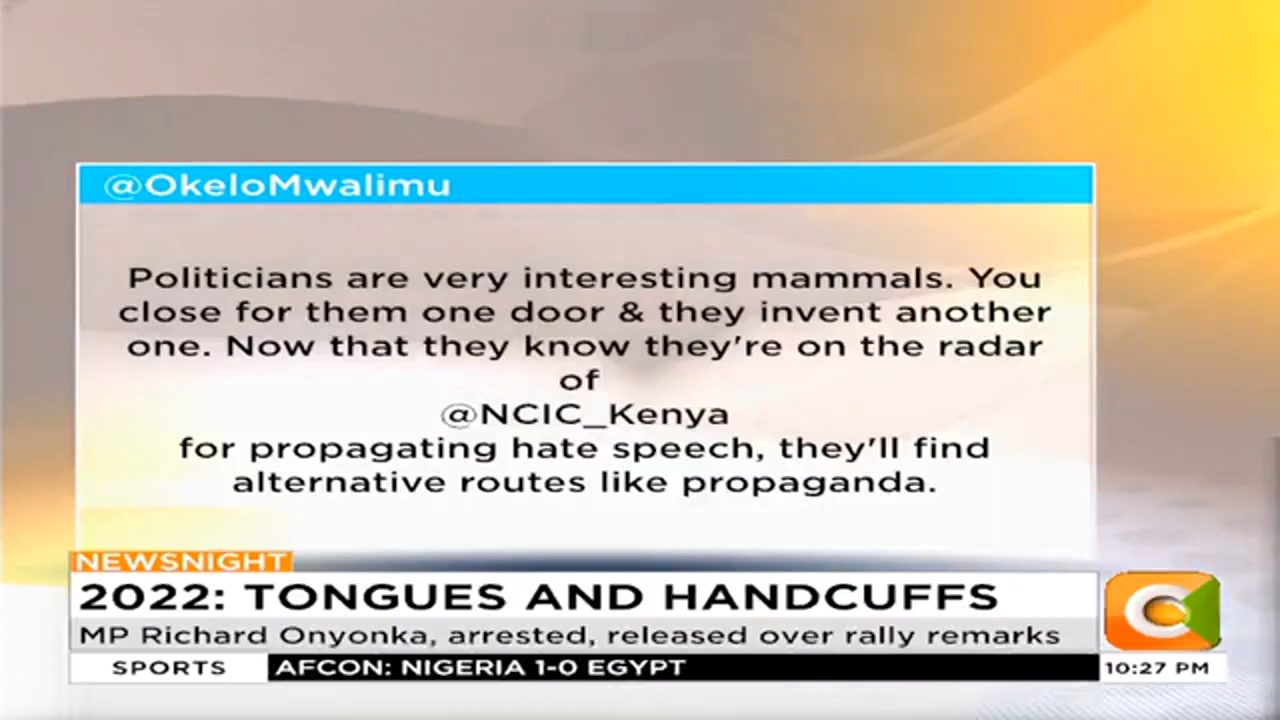 @OkeloMwalimu
Politicians are very interesting mammals. You
close for them one door & they invent another
one. Now that they know they're on the radar
of
@NCIC_Kenya
for propagating hate speech, they'll find
alternative routes like propaganda.
NEWSNIGHT
2022: TONGUES AND HANDCUFFS
MP Richard Onyonka, arrested, released over rally remarks
SPORTS AFCON: NIGERIA 1-0 EGYPT 10:27 PM